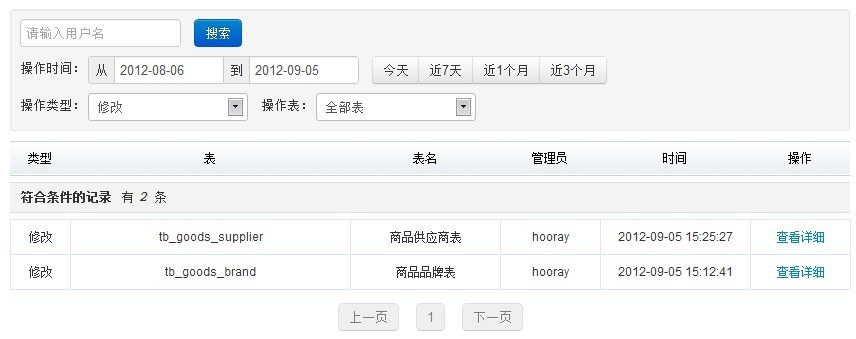 请输入用户名 搜索
操作时间： 从 2012-08-06 到 2012-09-05 今天 近7天 近1个月 近3个月
操作类型： 修改 操作表： 全部表
类型 表 表名 管理员 时间 操作
符合条件的记录 有 2 条
修改 tb_goods_supplier 商品供应商表 hooray 2012-09-05 15:25:27 查看详细
修改 tb_goods_brand 商品品牌表 hooray 2012-09-05 15:12:41 查看详细
上一页 1 下一页